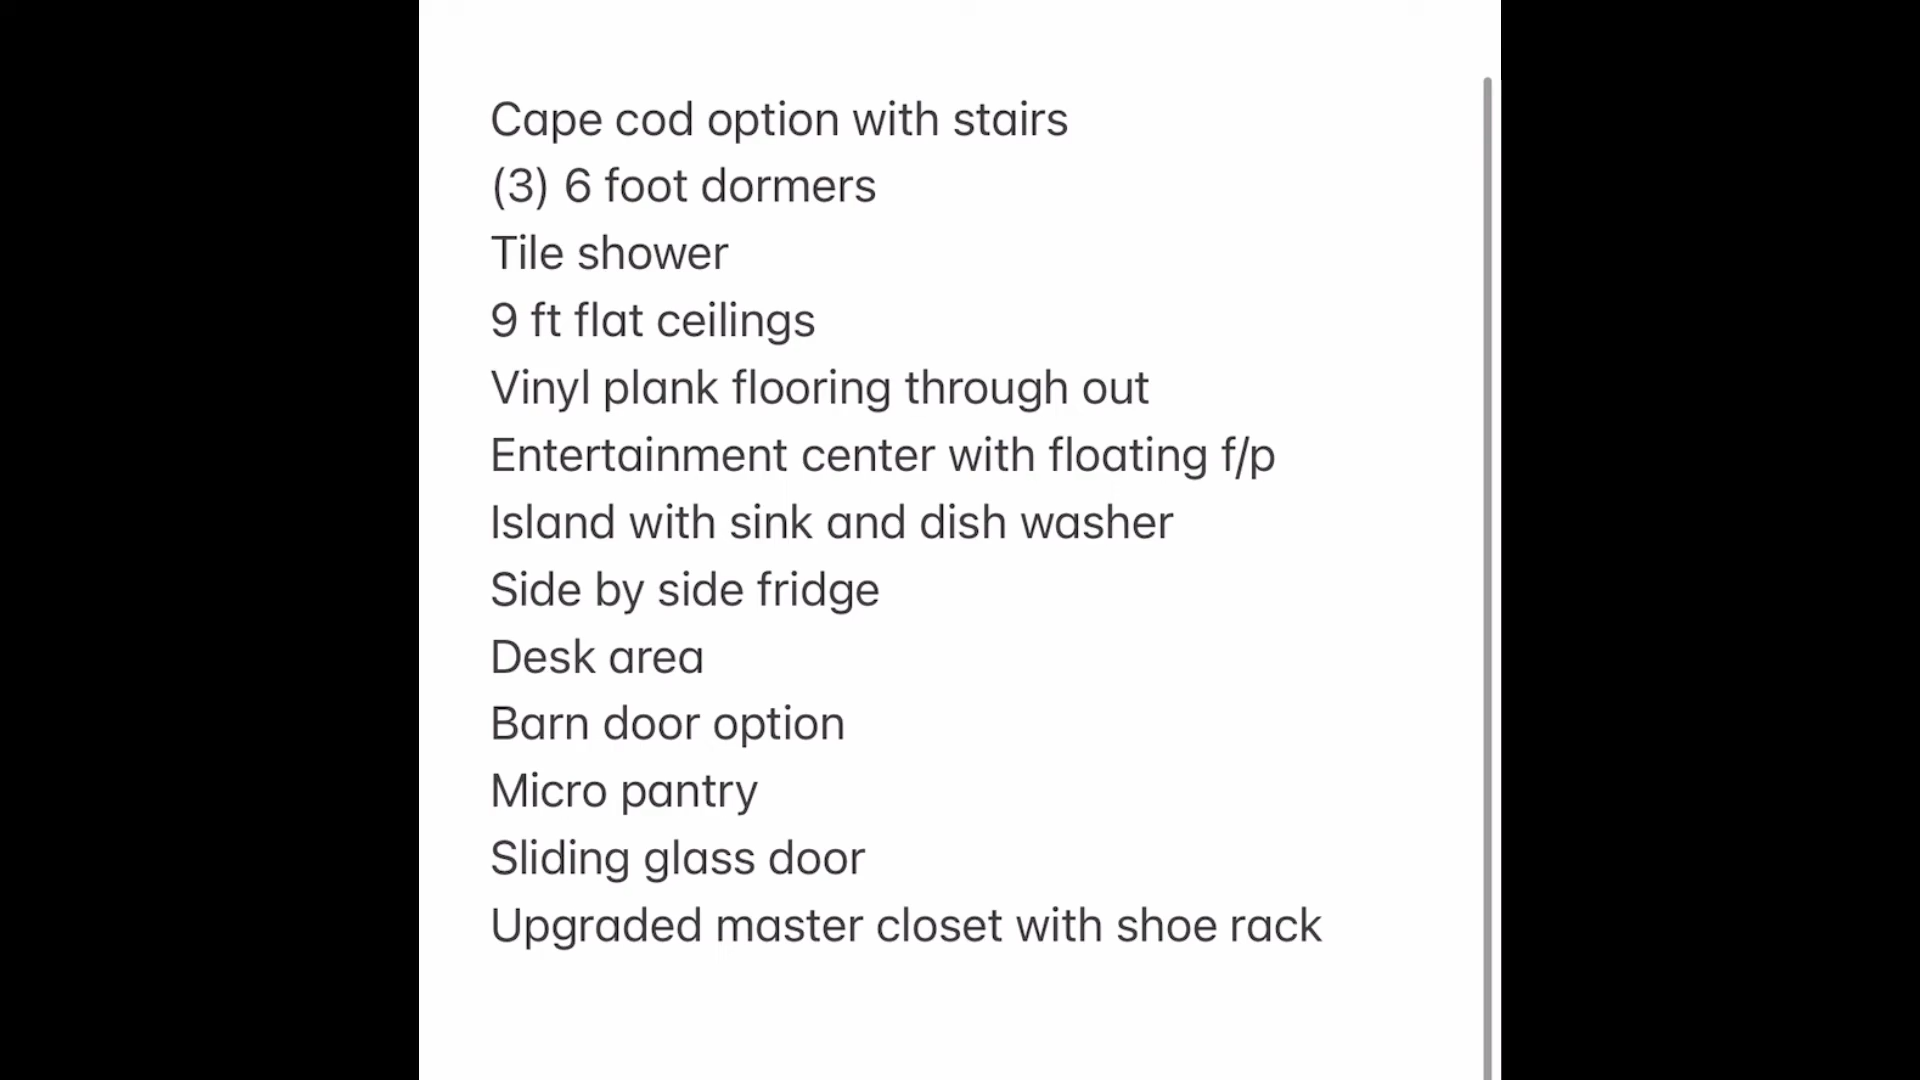 Cape cod option with stairs
(3) 6 foot dormers
Tile shower
9 ft flat ceilings
Vinyl plank flooring through out
Entertainment center with floating f/p
Island with sink and dish washer
Side by side fridge
Desk area
Barn door option
Micro pantry
Sliding glass door
Upgraded master closet with shoe rack